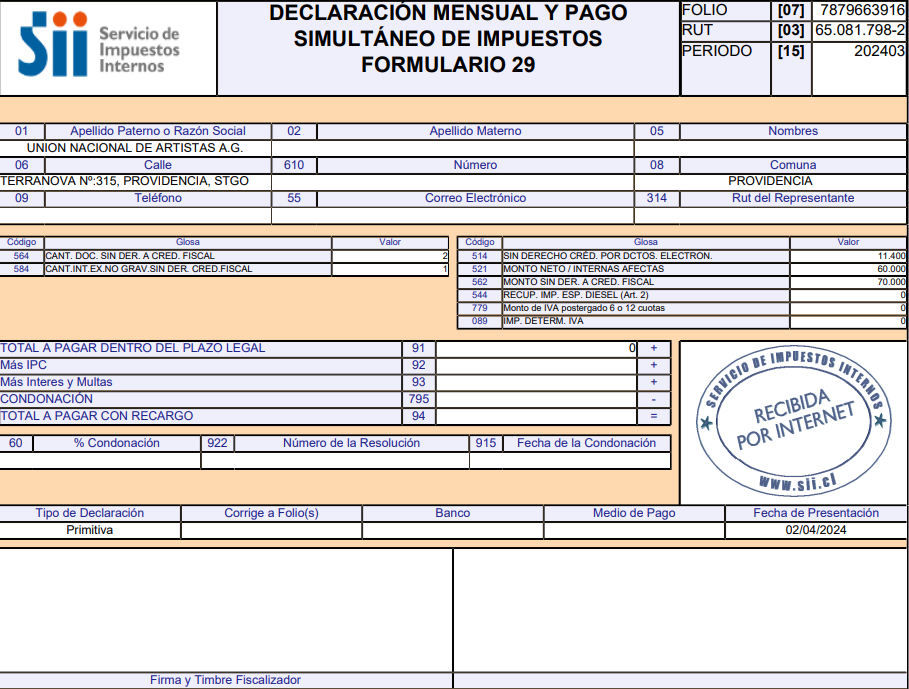 Sii Servicio de
Impuestos
Internos
DECLARACIÓN MENSUAL Y PAGO
SIMULTÁNEO DE IMPUESTOS
FORMULARIO 29
FOLIO [07] 7879663916
RUT [03] 65.081.798-2
PERIODO [15] 202403
01 Apellido Paterno o Razón Social 02 Apellido Materno 05 Nombres
UNION NACIONAL DE ARTISTAS A.G.
06 Calle 610 Número 08 Comuna
TERRANOVA Nº:315, PROVIDENCIA, STGO PROVIDENCIA
09 Teléfono 55 Correo Electrónico 314 Rut del Representante
Código Glosa Valor
564 CANT. DOC. SIN DER. A CRED. FISCAL 2
584 CANT.INT.EX.NO GRAV.SIN DER. CRED.FISCAL 1
Código Glosa Valor
514 SIN DERECHO CRÉD. POR DCTOS. ELECTRON. 11.400
521 MONTO NETO / INTERNAS AFECTAS 60.000
562 MONTO SIN DER. A CRED. FISCAL 70.000
544 RECUP. IMP. ESP. DIESEL (Art. 2) 0
779 Monto de IVA postergado 6 o 12 cuotas 0
089 IMP. DETERM. IVA 0
TOTAL A PAGAR DENTRO DEL PLAZO LEGAL 91 0 +
Más IPC 92 +
Más Interes y Multas 93 +
CONDONACIÓN 795 -
TOTAL A PAGAR CON RECARGO 94 =
60 % Condonación 922 Número de la Resolución 915 Fecha de la Condonación
SERVICIO DE IMPUESTOS INTERNOS
RECIBIDA
POR INTERNET
www.sii.cl
Tipo de Declaración Corrige a Folio(s) Banco Medio de Pago Fecha de Presentación
Primitiva 02/04/2024
Firma y Timbre Fiscalizador